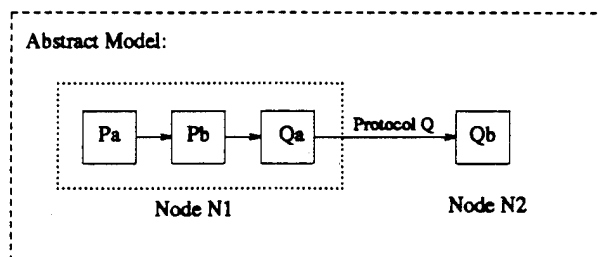 Abstract Model:
Pa
Pb
Qa
Protocol Q
Qb
Node N1
Node N2